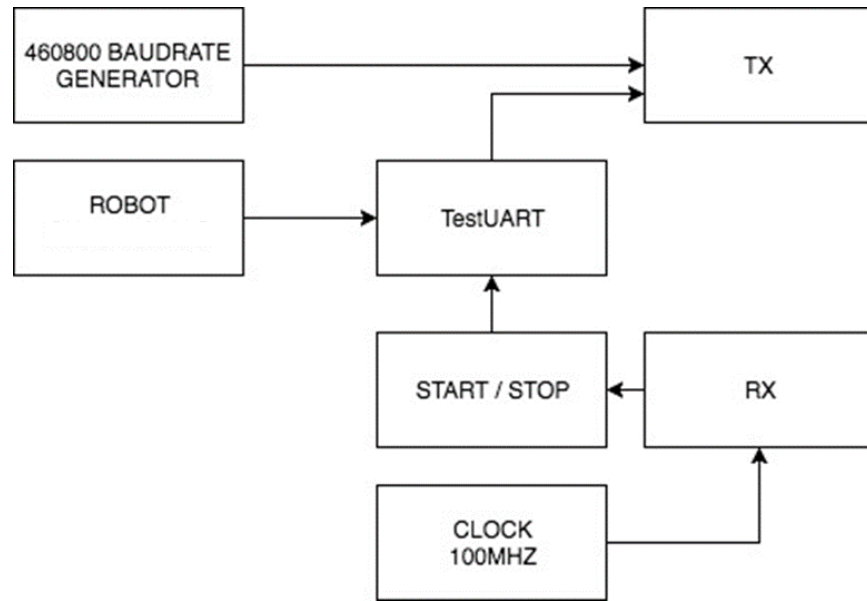 460800 BAUDRATE
GENERATOR
TX
ROBOT
TestUART
START / STOP
RX
CLOCK
100MHZ